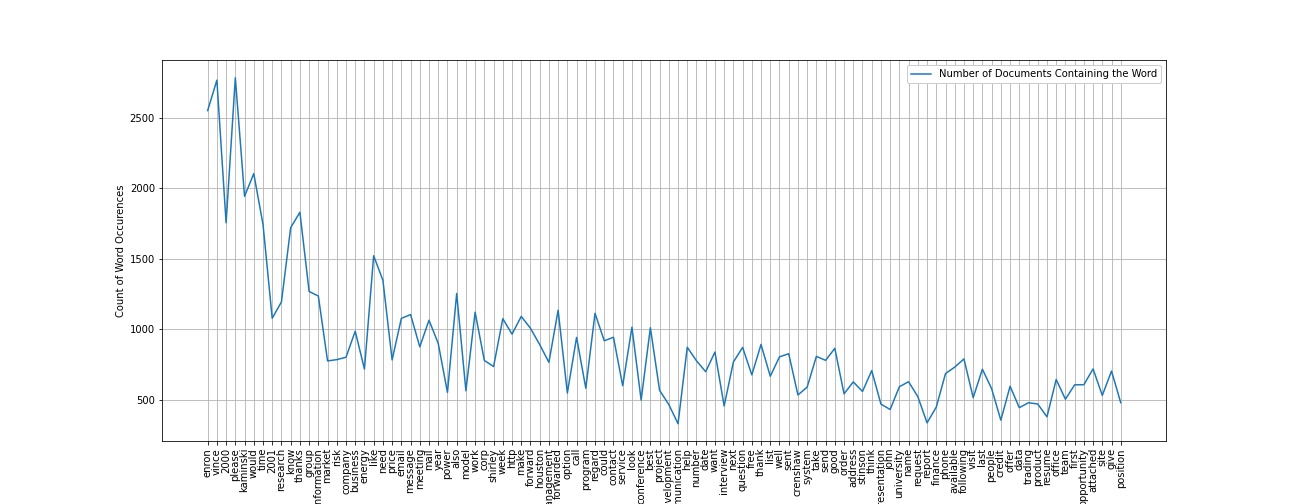 Number of Documents Containing the Word
2500
2000
1500
1000
500
Count of Word Occurences
enron
vince
2000
please
kaminski
would
time
2001
research
know
thanks
group
information
market
risk
company
business
energy
like
need
price
email
message
meeting
mail
year
power
also
model
work
corp
shirley
week
http
make
forward
houston
anagement
forwarded
option
call
program
regard
could
contact
service
look
conference
best
project
velopment
munication
help
number
date
want
interview
next
question
free
thank
list
well
sent
crenshaw
system
take
send
good
order
address
stinson
think
resentation
john
university
name
request
report
finance
phone
available
following
visit
last
people
credit
offer
data
trading
product
resume
office
team
first
opportunity
attached
site
give
position